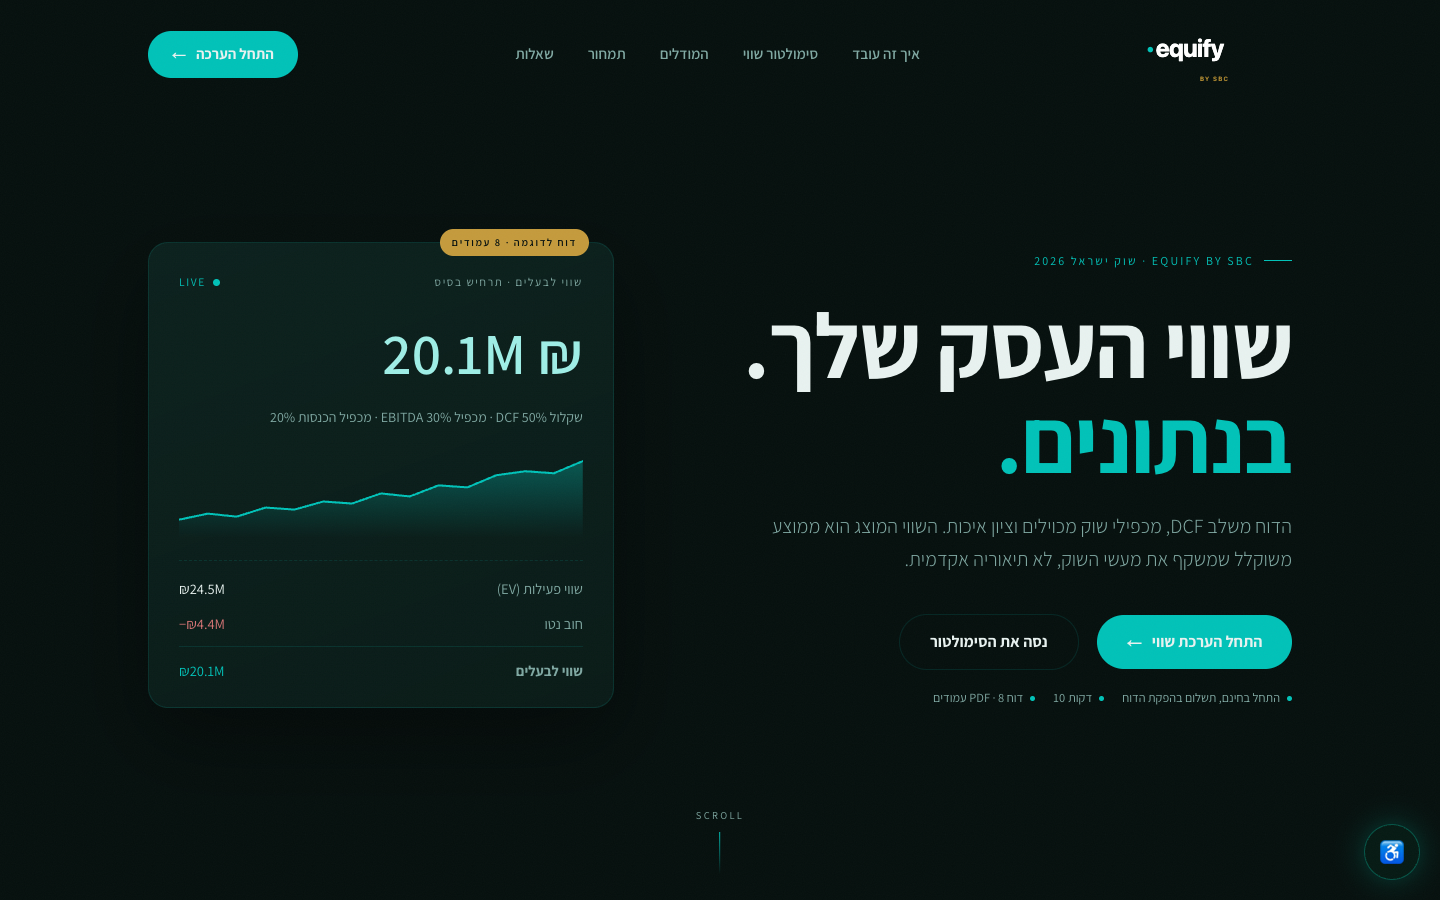 equify
BY SBC
איך זה עובד
סימולטור שווי
המודלים
תמחור
שאלות
התחל הערכה ←
EQUIFY BY SBC · שוק ישראל 2026
שווי העסק שלך.
בנתונים.
הדוח משלב DCF, מכפילי שוק מכוילים וציון איכות. השווי המוצג הוא ממוצע
משוקלל שמשקף את מעשי השוק, לא תיאוריה אקדמית.
התחל הערכת שווי ←
נסה את הסימולטור
התחל בחינם, תשלום בהפקת הדוח
10 דקות
דוח PDF · 8 עמודים
דוח לדוגמה · 8 עמודים
שווי לבעלים · תרחיש בסיס
LIVE
₪ 20.1M
שקלול DCF 50% · מכפיל EBITDA 30% · מכפיל הכנסות 20%
שווי פעילות (EV)
₪24.5M
חוב נטו
−₪4.4M
שווי לבעלים
₪20.1M
SCROLL